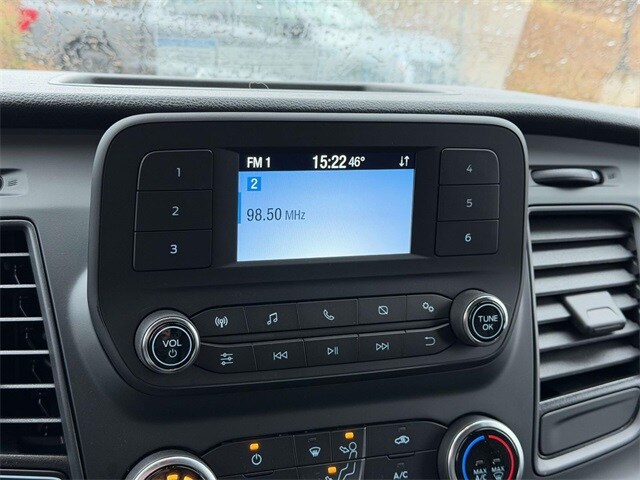 FM 1 15:22 46°
2
98.50 MHz
1
2
3
4
5
6
VOL
TUNE
OK
A/C
MAX
A/C
MAX